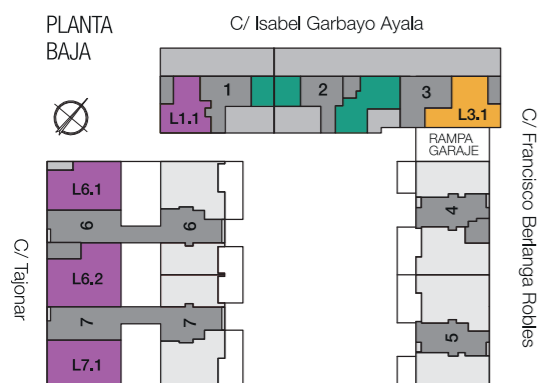 PLANTA
BAJA
C/ Isabel Garbayo Ayala
1
2
3
L1.1
L3.1
RAMPA
GARAJE
C/ Francisco Berlanga Robles
L6.1
6
6
4
C/ Tajonar
L6.2
7
7
5
L7.1